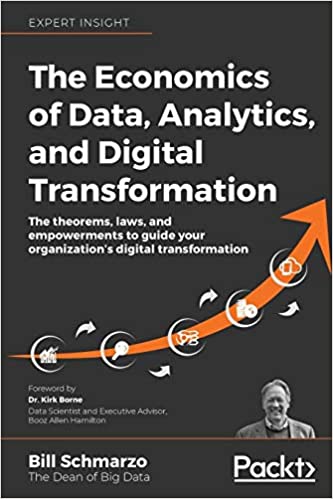 EXPERT INSIGHT
The Economics
of Data, Analytics,
and Digital
Transformation
The theorems, laws, and
empowerments to guide your
organization's digital transformation
Foreword by
Dr. Kirk Borne
Data Scientist and Executive Advisor,
Booz Allen Hamilton
Bill Schmarzo
The Dean of Big Data
Packt>